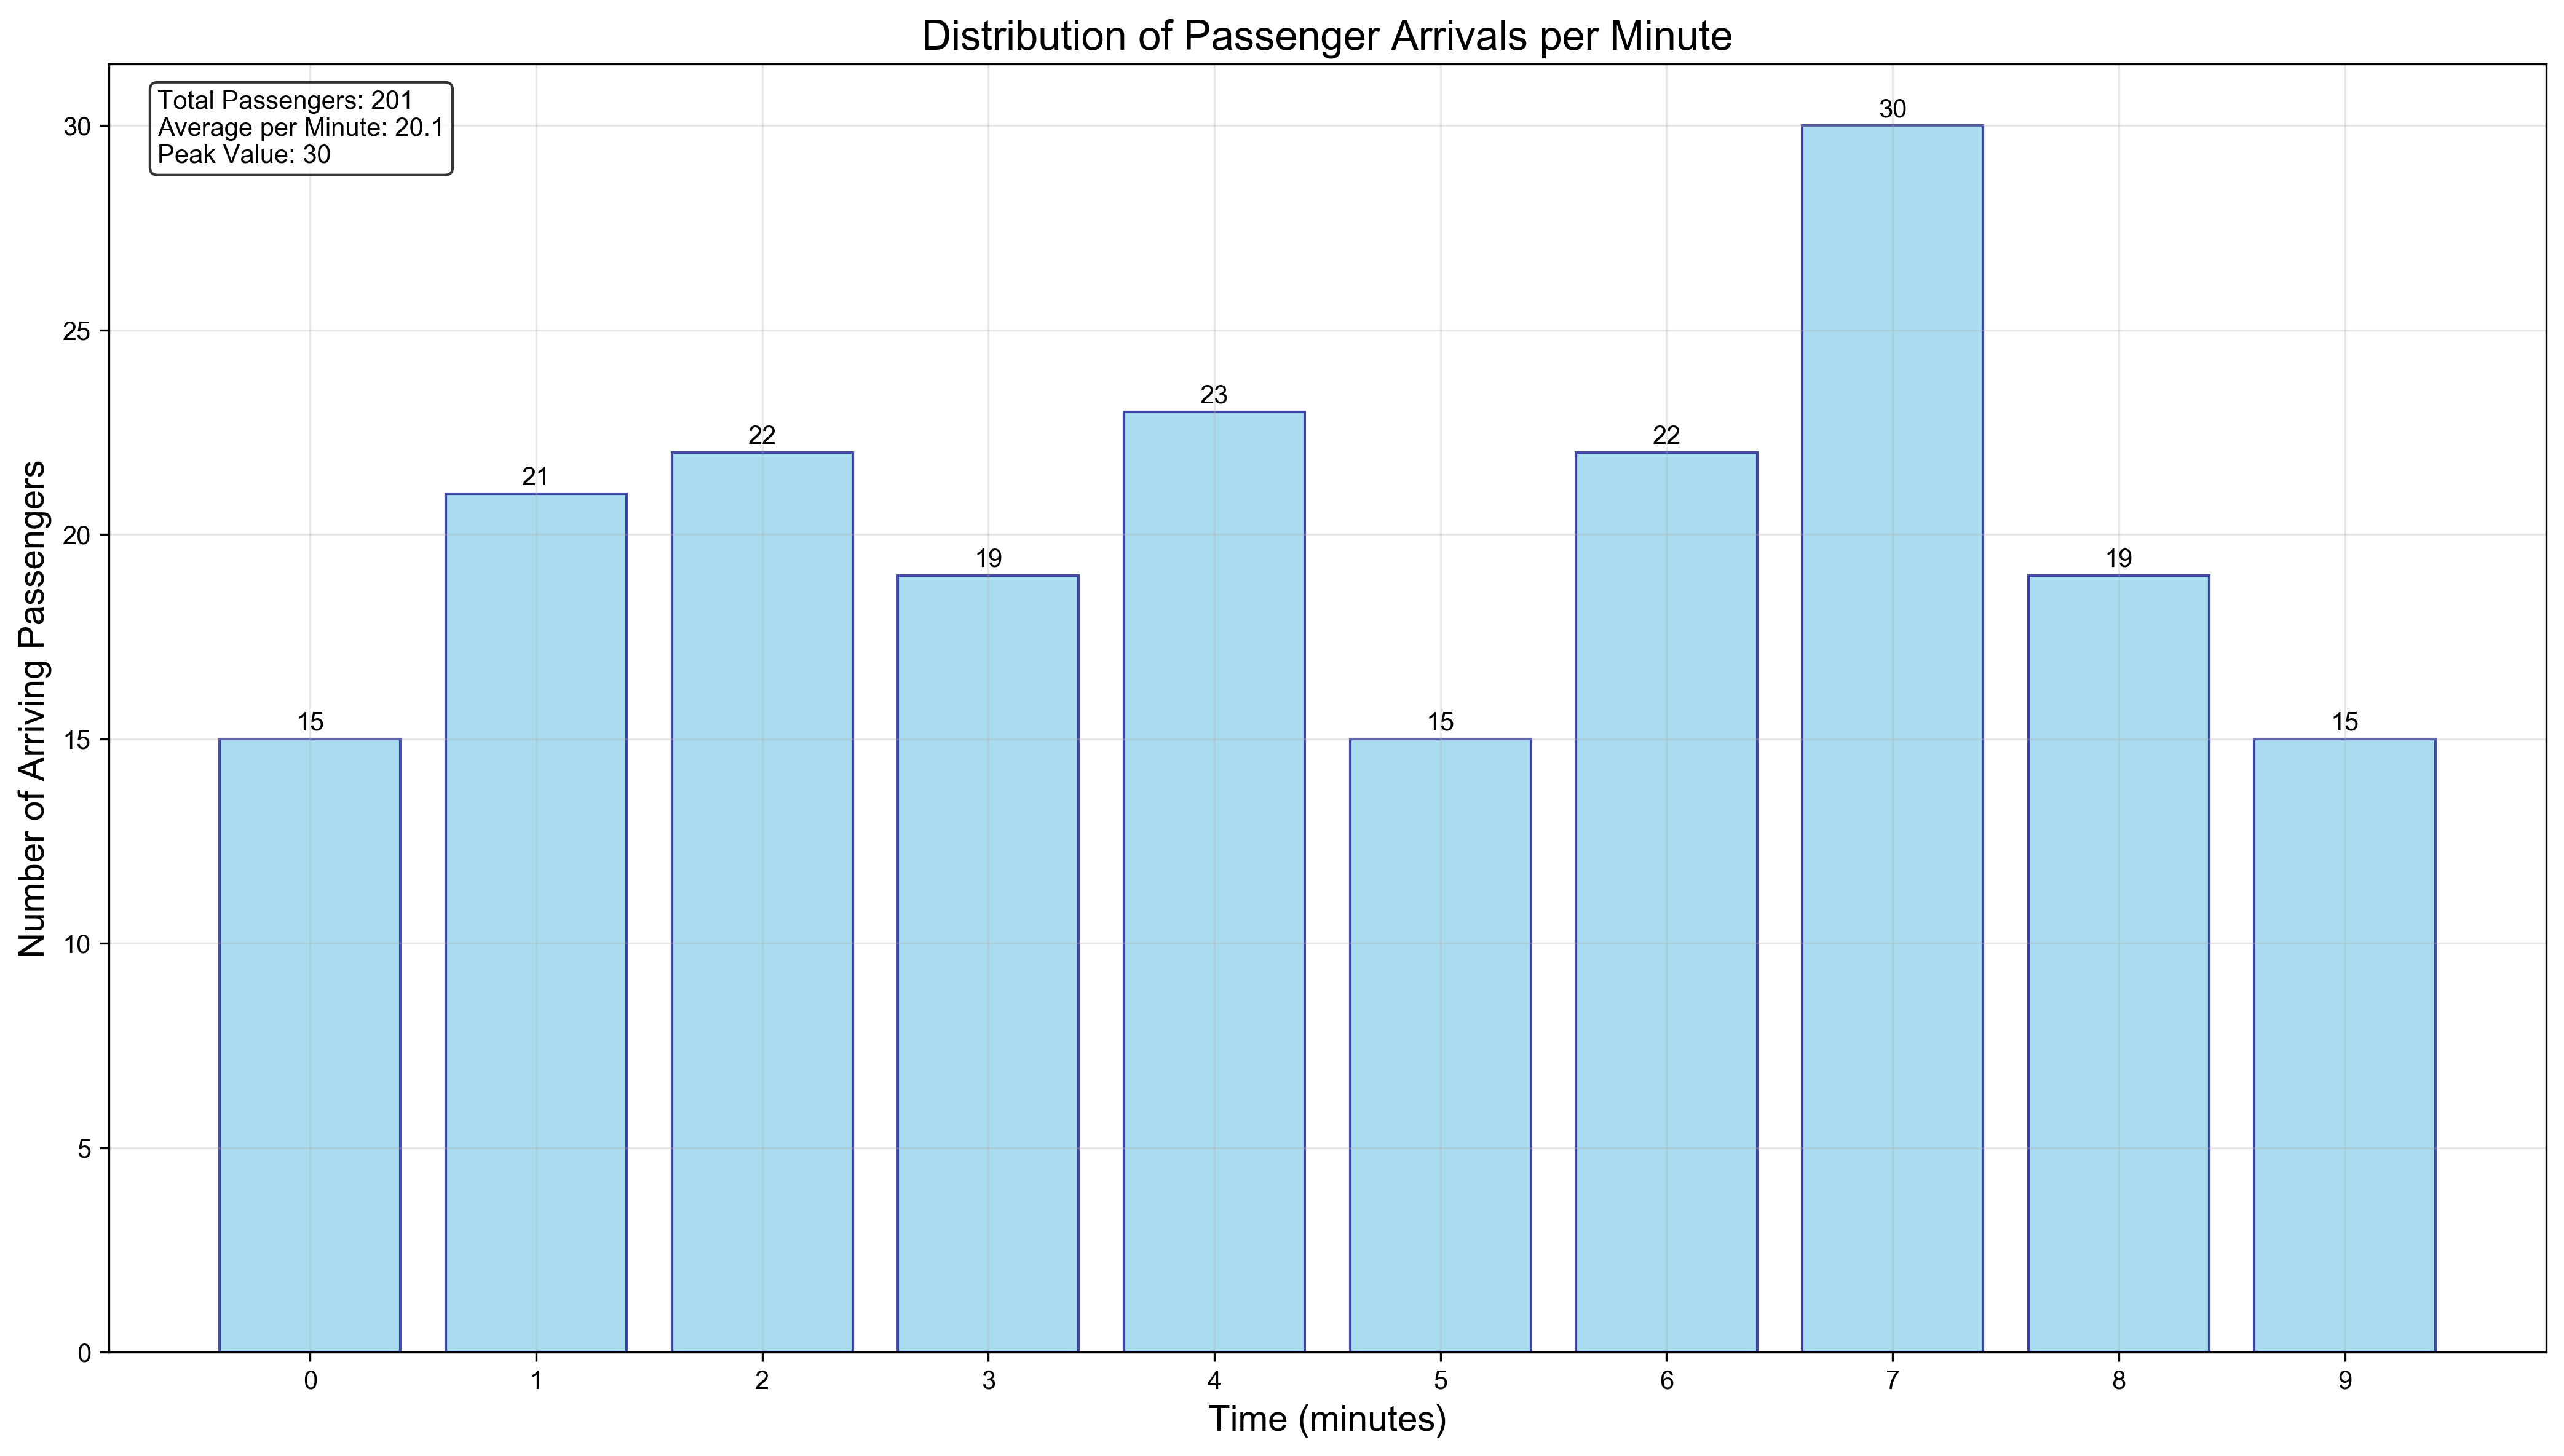 Distribution of Passenger Arrivals per Minute
Total Passengers: 201
Average per Minute: 20.1
Peak Value: 30
Number of Arriving Passengers
30
25
20
15
10
5
0
15
21
22
19
23
15
22
30
19
15
0 1 2 3 4 5 6 7 8 9
Time (minutes)